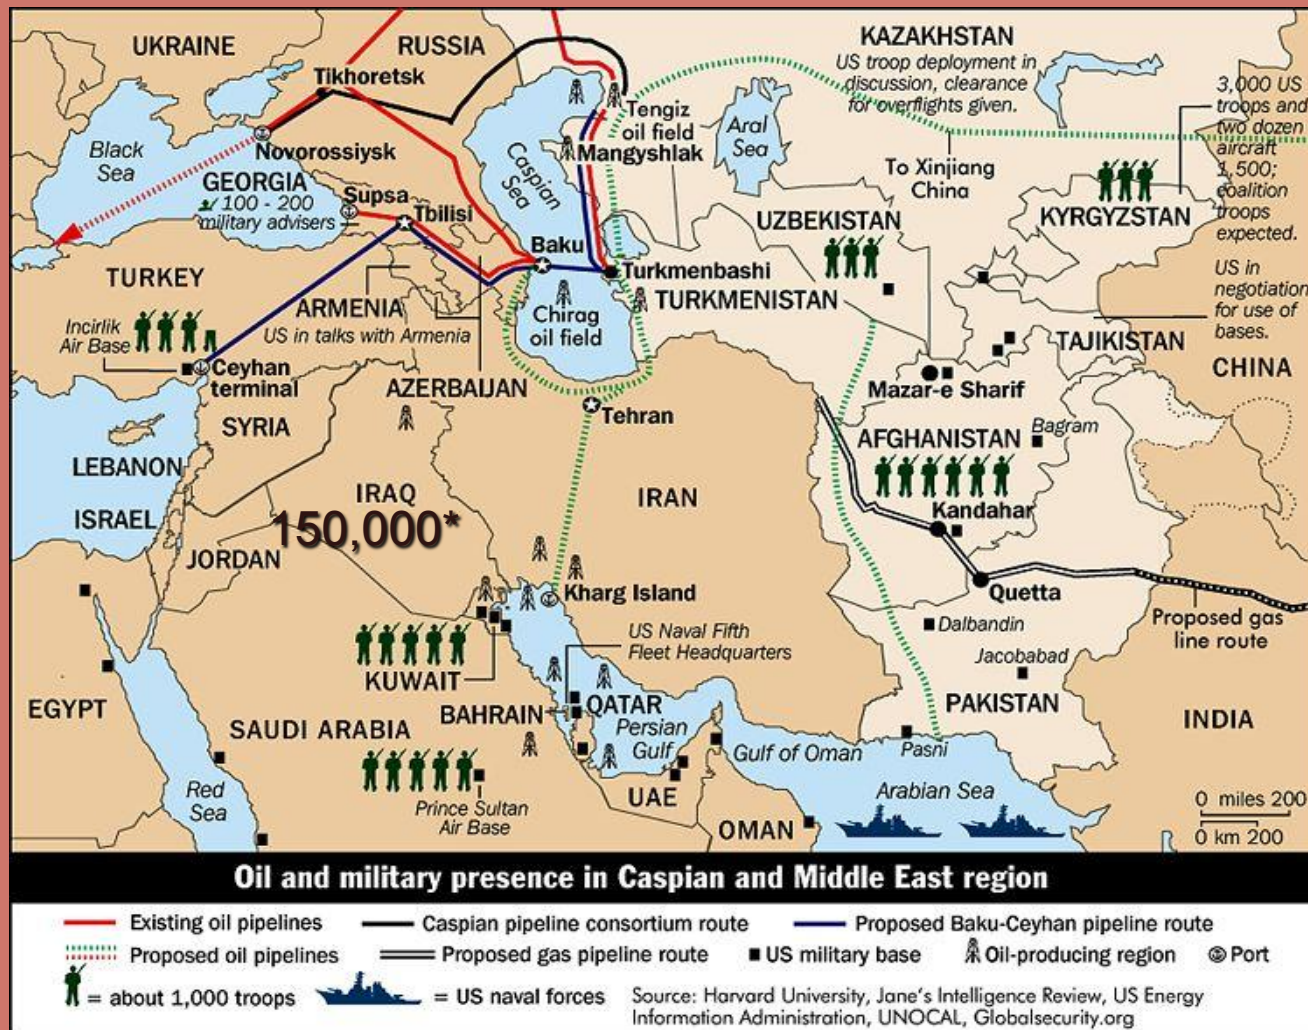 UKRAINE
RUSSIA
KAZAKHSTAN
US troop deployment in
discussion, clearance
for overflights given.
3,000 US
troops and
two dozen
aircraft
1,500;
coalition
troops
expected.
Tikhoretsk
Tengiz
oil field
Mangyshlak
Aral
Sea
Black
Sea
Novorossiysk
Caspian
Sea
To Xinjiang
China
GEORGIA
100 - 200
military advisers
Supsa
Tbilisi
UZBEKISTAN
KYRGYZSTAN
Baku
Turkmenbashi
TURKMENISTAN
US in
negotiation
for use of
bases.
TURKEY
ARMENIA
US in talks with Armenia
Chirag
oil field
TAJIKISTAN
CHINA
Incirlik
Air Base
Ceyhan
terminal
AZERBAIJAN
Mazar-e Sharif
Tehran
SYRIA
AFGHANISTAN
Bagram
LEBANON
IRAQ
IRAN
150,000*
ISRAEL
Kandahar
JORDAN
Kharg Island
Quetta
Proposed gas
line route
US Naval Fifth
Fleet Headquarters
Dalbandin
Jacobabad
KUWAIT
EGYPT
SAUDI ARABIA
BAHRAIN
QATAR
PAKISTAN
INDIA
Persian
Gulf
Gulf of Oman
Pasni
Red
Sea
Prince Sultan
Air Base
UAE
OMAN
Arabian Sea
0 miles 200
0 km 200
Oil and military presence in Caspian and Middle East region
Existing oil pipelines
Caspian pipeline consortium route
Proposed Baku-Ceyhan pipeline route
Proposed oil pipelines
Proposed gas pipeline route
US military base
Oil-producing region
Port
= about 1,000 troops
= US naval forces
Source: Harvard University, Jane's Intelligence Review, US Energy
Information Administration, UNOCAL, Globalsecurity.org